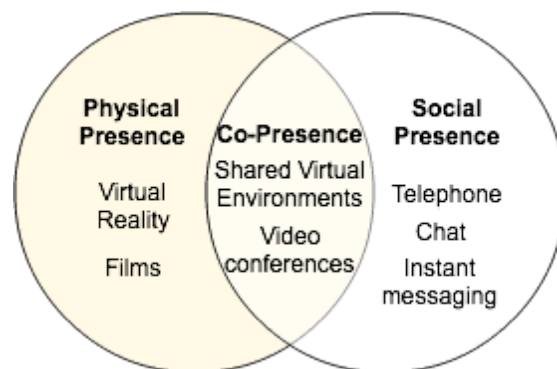 Physical
Presence
Virtual
Reality
Films
Co-Presence
Shared Virtual
Environments
Video
conferences
Social
Presence
Telephone
Chat
Instant
messaging